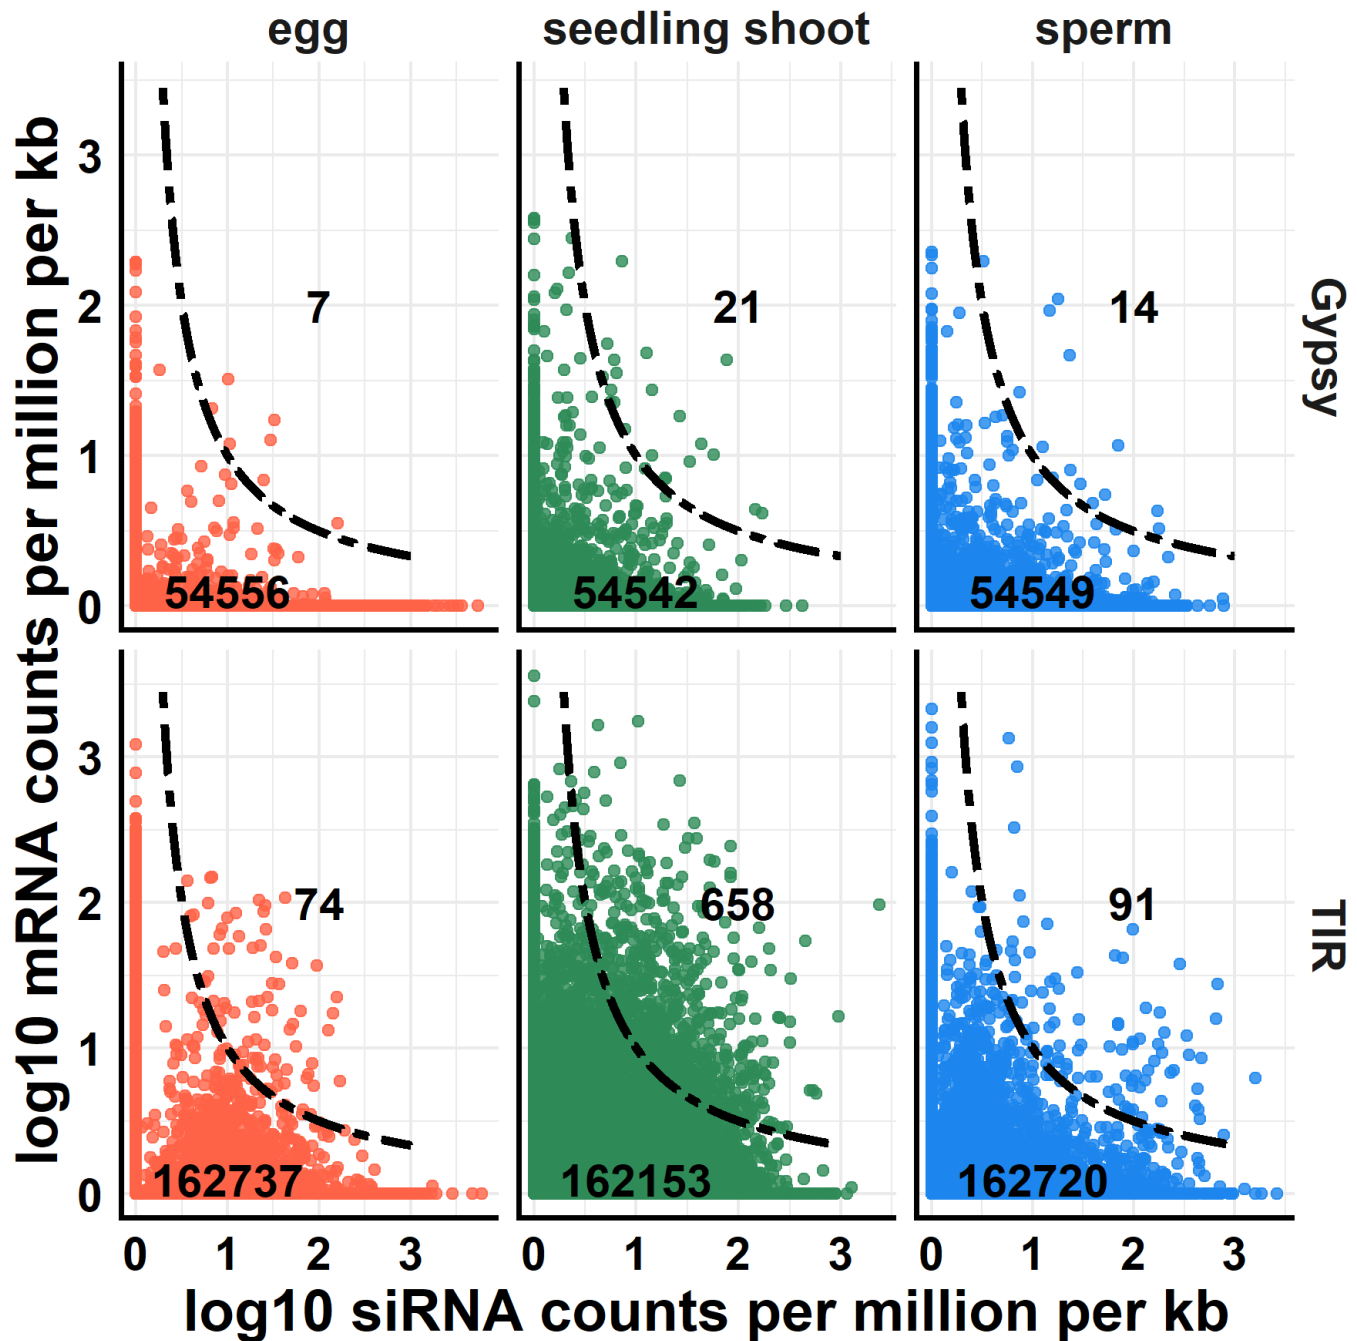 egg
seedling shoot
sperm
log10 mRNA counts per million per kb
3
2
1
0
7
54556
21
54542
14
54549
Gypsy
3
2
1
0
74
162737
658
162153
91
162720
TIR
0 1 2 3
0 1 2 3
0 1 2 3
log10 siRNA counts per million per kb